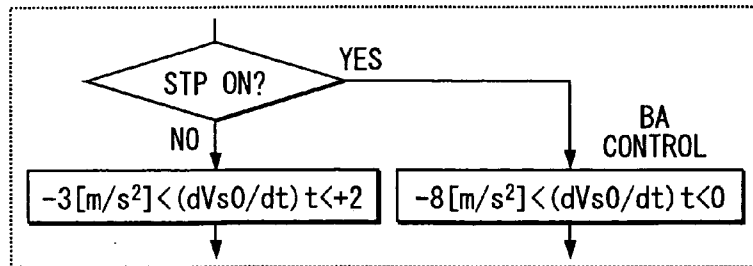 STP ON?
YES
NO
BA
CONTROL
-3[m/s²]<(dVs0/dt)t<+2
-8[m/s²]<(dVs0/dt)t<0